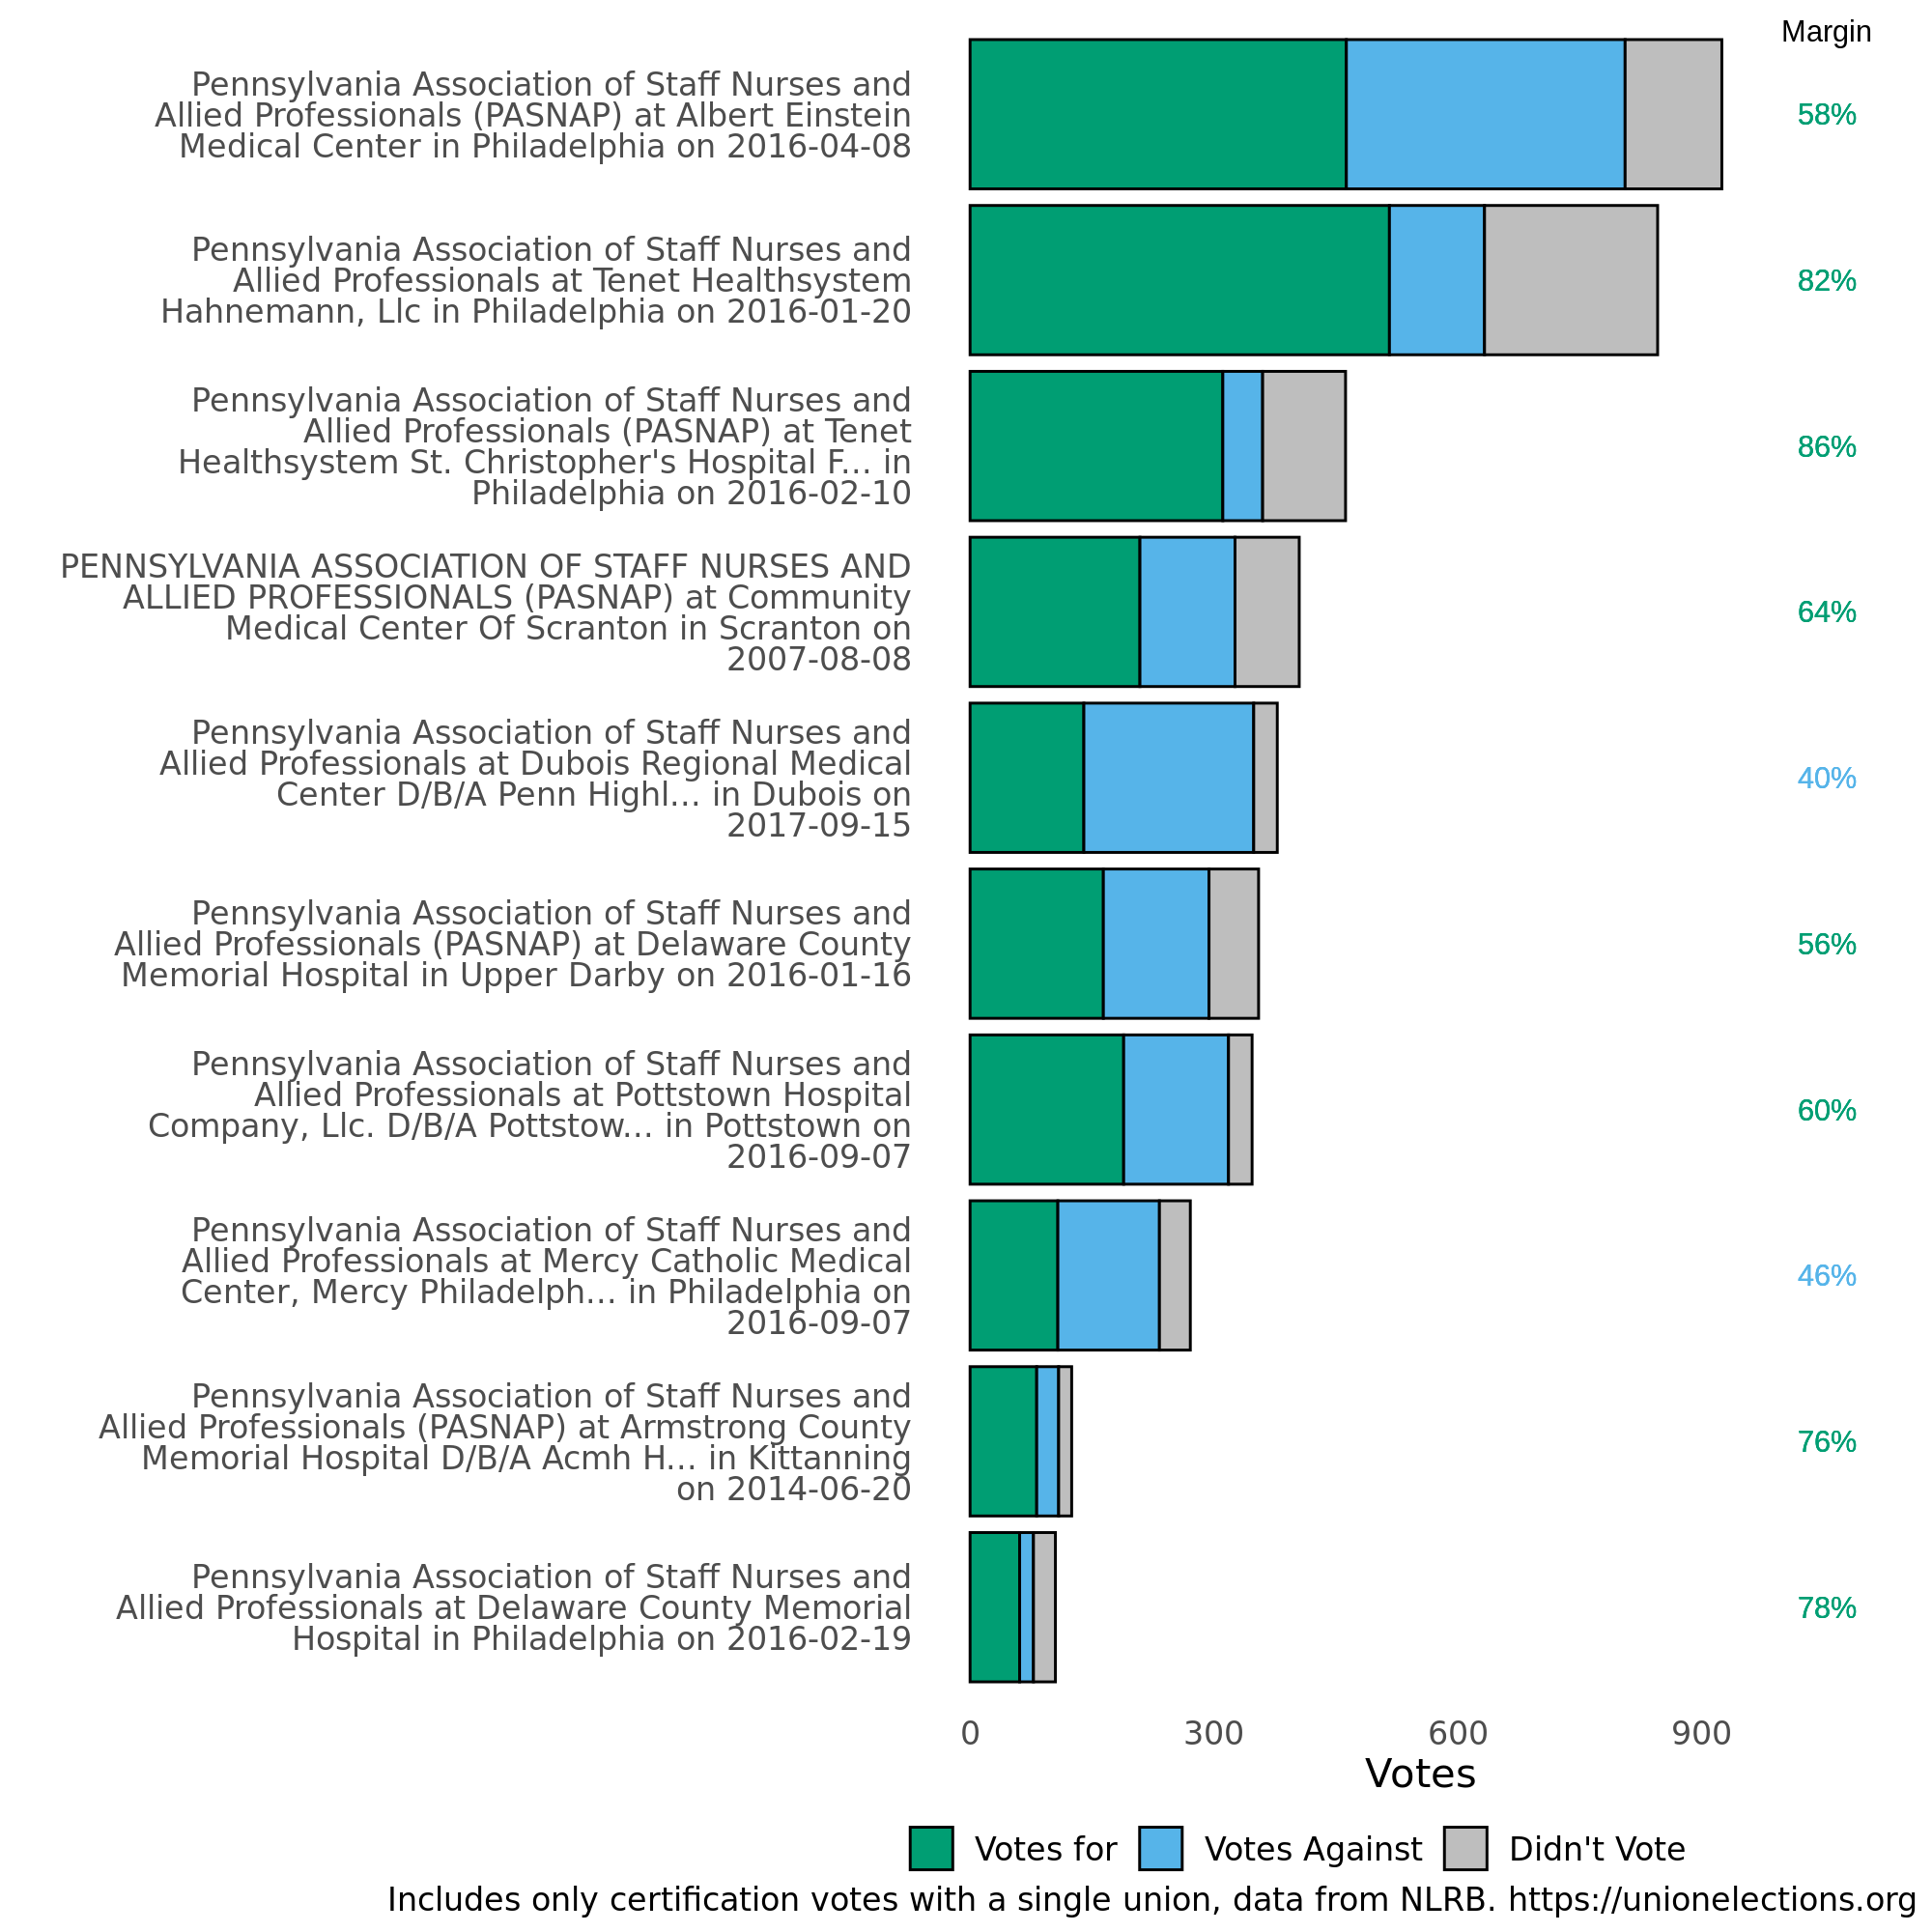 Margin
Pennsylvania Association of Staff Nurses and
Allied Professionals (PASNAP) at Albert Einstein
Medical Center in Philadelphia on 2016-04-08
58%
Pennsylvania Association of Staff Nurses and
Allied Professionals at Tenet Healthsystem
Hahnemann, Llc in Philadelphia on 2016-01-20
82%
Pennsylvania Association of Staff Nurses and
Allied Professionals (PASNAP) at Tenet
Healthsystem St. Christopher's Hospital F... in
Philadelphia on 2016-02-10
86%
PENNSYLVANIA ASSOCIATION OF STAFF NURSES AND
ALLIED PROFESSIONALS (PASNAP) at Community
Medical Center Of Scranton in Scranton on
2007-08-08
64%
Pennsylvania Association of Staff Nurses and
Allied Professionals at Dubois Regional Medical
Center D/B/A Penn Highl... in Dubois on
2017-09-15
40%
Pennsylvania Association of Staff Nurses and
Allied Professionals (PASNAP) at Delaware County
Memorial Hospital in Upper Darby on 2016-01-16
56%
Pennsylvania Association of Staff Nurses and
Allied Professionals at Pottstown Hospital
Company, Llc. D/B/A Pottstow... in Pottstown on
2016-09-07
60%
Pennsylvania Association of Staff Nurses and
Allied Professionals at Mercy Catholic Medical
Center, Mercy Philadelph... in Philadelphia on
2016-09-07
46%
Pennsylvania Association of Staff Nurses and
Allied Professionals (PASNAP) at Armstrong County
Memorial Hospital D/B/A Acmh H... in Kittanning
on 2014-06-20
76%
Pennsylvania Association of Staff Nurses and
Allied Professionals at Delaware County Memorial
Hospital in Philadelphia on 2016-02-19
78%
0 300 600 900
Votes
Votes for Votes Against Didn't Vote
Includes only certification votes with a single union, data from NLRB. https://unionelections.org